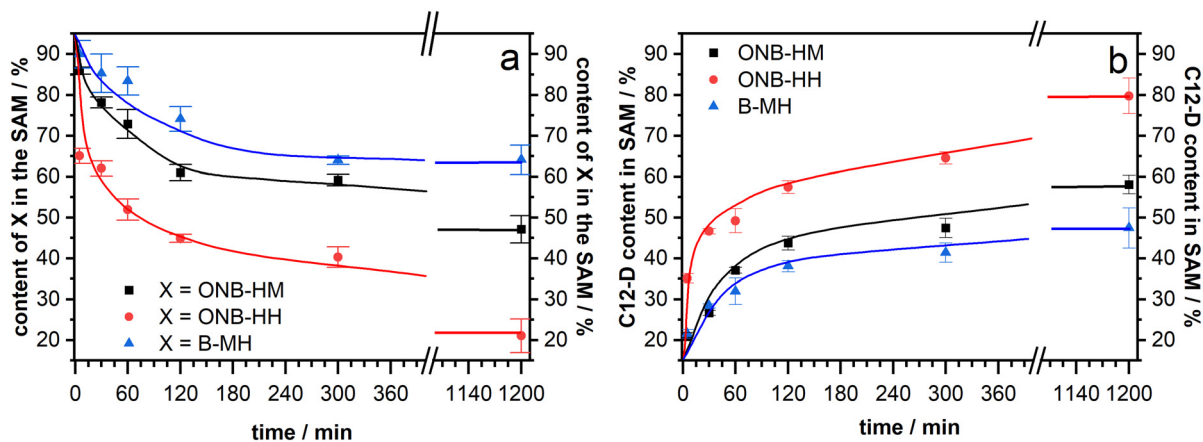 a
content of X in the SAM / %
90
80
70
60
50
40
30
20
X = ONB-HM
X = ONB-HH
X = B-MH
0 60 120 180 240 300 360 1140 1200
time / min
90
80
70
60
50
40
30
20
content of X in the SAM / %
b
C12-D content in SAM / %
90
80
70
60
50
40
30
20
ONB-HM
ONB-HH
B-MH
0 60 120 180 240 300 360 1140 1200
time / min
90
80
70
60
50
40
30
20
C12-D content in SAM / %